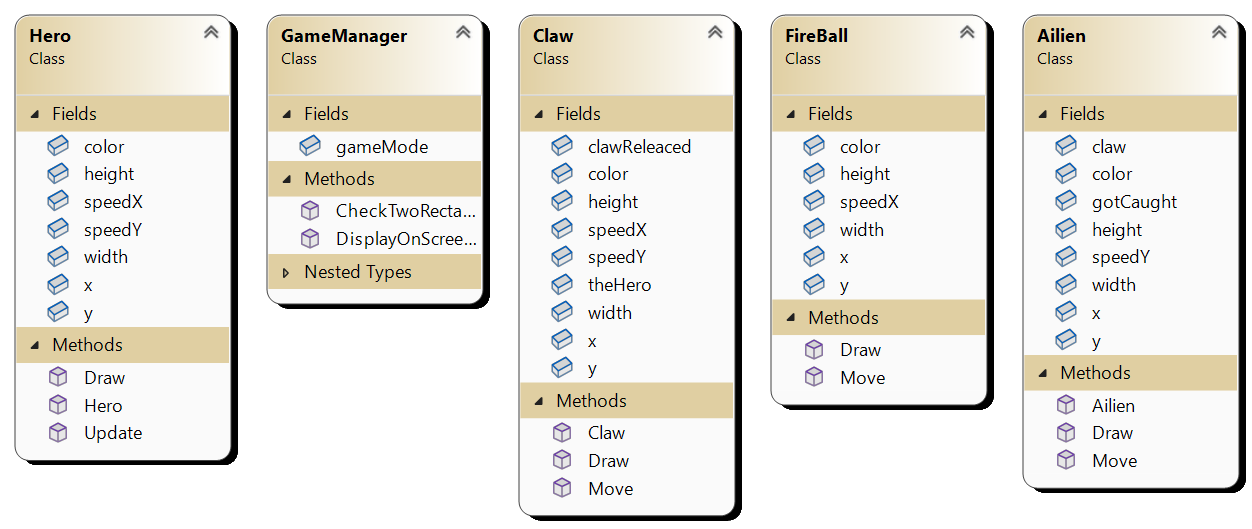 Hero
Class
Fields
color
height
speedX
speedY
width
x
y
Methods
Draw
Hero
Update
GameManager
Class
Fields
gameMode
Methods
CheckTwoRecta...
DisplayOnScree...
Nested Types
Claw
Class
Fields
clawReleaced
color
height
speedX
speedY
theHero
width
x
y
Methods
Claw
Draw
Move
FireBall
Class
Fields
color
height
speedX
width
x
y
Methods
Draw
Move
Ailien
Class
Fields
claw
color
gotCaught
height
speedY
width
x
y
Methods
Ailien
Draw
Move